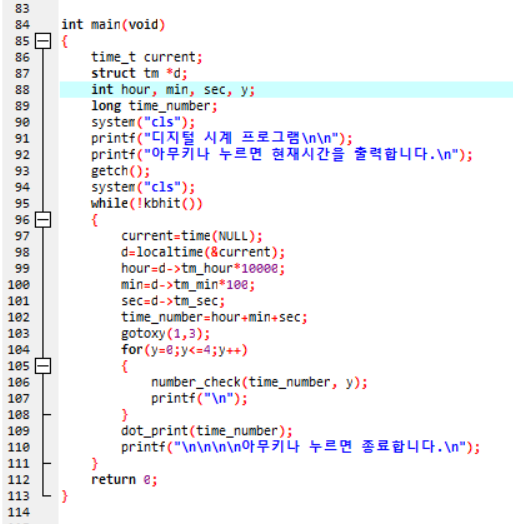 83
84 int main(void)
85 {
86 time_t current;
87 struct tm *d;
88 int hour, min, sec, y;
89 long time_number;
90 system("cls");
91 printf("디지털 시계 프로그램\n\n");
92 printf("아무키나 누르면 현재시간을 출력합니다.\n");
93 getch();
94 system("cls");
95 while(!kbhit())
96 {
97 current=time(NULL);
98 d=localtime(&current);
99 hour=d->tm_hour*10000;
100 min=d->tm_min*100;
101 sec=d->tm_sec;
102 time_number=hour+min+sec;
103 gotoxy(1,3);
104 for(y=0;y<=4;y++)
105 {
106 number_check(time_number, y);
107 printf("\n");
108 }
109 dot_print(time_number);
110 printf("\n\n\n\n아무키나 누르면 종료합니다.\n");
111 }
112 return 0;
113 }
114